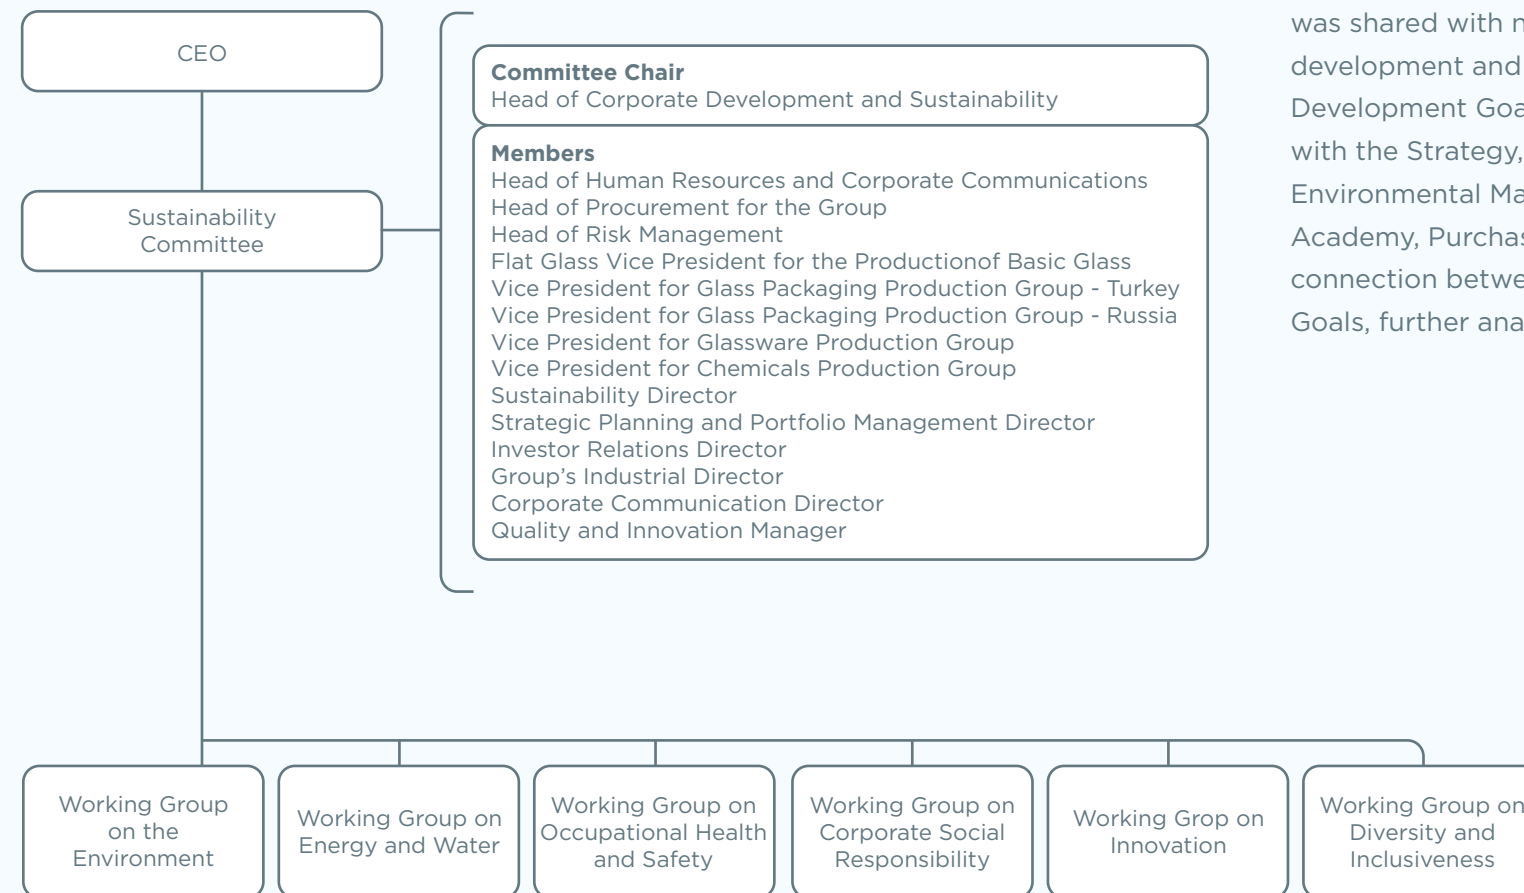 CEO
Sustainability
Committee
Committee Chair
Head of Corporate Development and Sustainability
Members
Head of Human Resources and Corporate Communications
Head of Procurement for the Group
Head of Risk Management
Flat Glass Vice President for the Productionof Basic Glass
Vice President for Glass Packaging Production Group - Turkey
Vice President for Glass Packaging Production Group - Russia
Vice President for Glassware Production Group
Vice President for Chemicals Production Group
Sustainability Director
Strategic Planning and Portfolio Management Director
Investor Relations Director
Group’s Industrial Director
Corporate Communication Director
Quality and Innovation Manager
Working Group
on the
Environment
Working Group on
Energy and Water
Working Group on
Occupational Health
and Safety
Working Group on
Corporate Social
Responsibility
Working Grop on
Innovation
Working Group on
Diversity and
Inclusiveness
was shared with
development and
Development
with the Strategy,
Environmental
Academy,
connection
Goals, further